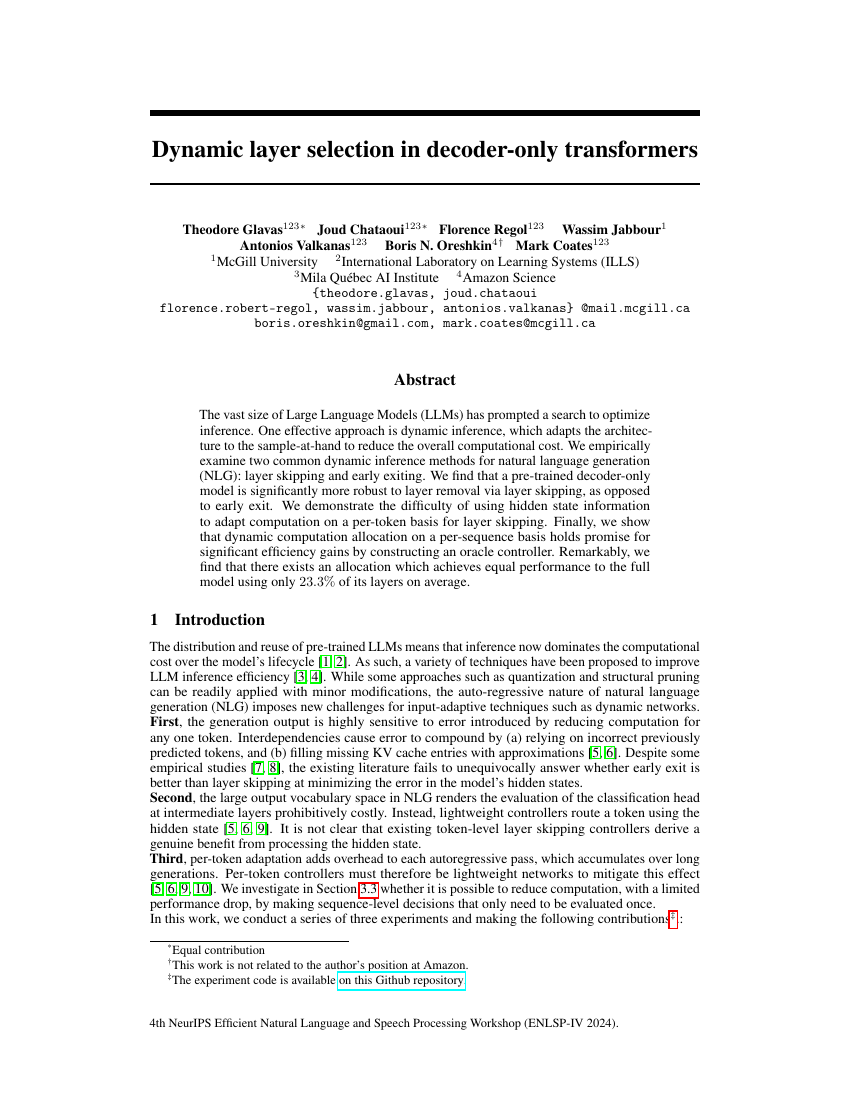 Dynamic layer selection in decoder-only transformers
Theodore Glavas123∗ Joud Chataoui123∗ Florence Regol123 Wassim Jabbour1
Antonios Valkanas123 Boris N. Oreshkin4† Mark Coates123
1McGill University 2International Laboratory on Learning Systems (ILLS)
3Mila Québec AI Institute 4Amazon Science
{theodore.glavas, joud.chataoui
florence.robert-regol, wassim.jabbour, antonios.valkanas} @mail.mcgill.ca
boris.oreshkin@gmail.com, mark.coates@mcgill.ca
Abstract
The vast size of Large Language Models (LLMs) has prompted a search to optimize
inference. One effective approach is dynamic inference, which adapts the architec-
ture to the sample-at-hand to reduce the overall computational cost. We empirically
examine two common dynamic inference methods for natural language generation
(NLG): layer skipping and early exiting. We find that a pre-trained decoder-only
model is significantly more robust to layer removal via layer skipping, as opposed
to early exit. We demonstrate the difficulty of using hidden state information
to adapt computation on a per-token basis for layer skipping. Finally, we show
that dynamic computation allocation on a per-sequence basis holds promise for
significant efficiency gains by constructing an oracle controller. Remarkably, we
find that there exists an allocation which achieves equal performance to the full
model using only 23.3% of its layers on average.
1 Introduction
The distribution and reuse of pre-trained LLMs means that inference now dominates the computational
cost over the model's lifecycle [1, 2]. As such, a variety of techniques have been proposed to improve
LLM inference efficiency [3, 4]. While some approaches such as quantization and structural pruning
can be readily applied with minor modifications, the auto-regressive nature of natural language
generation (NLG) imposes new challenges for input-adaptive techniques such as dynamic networks.
First, the generation output is highly sensitive to error introduced by reducing computation for
any one token. Interdependencies cause error to compound by (a) relying on incorrect previously
predicted tokens, and (b) filling missing KV cache entries with approximations [5, 6]. Despite some
empirical studies [7, 8], the existing literature fails to unequivocally answer whether early exit is
better than layer skipping at minimizing the error in the model's hidden states.
Second, the large output vocabulary space in NLG renders the evaluation of the classification head
at intermediate layers prohibitively costly. Instead, lightweight controllers route a token using the
hidden state [5, 6, 9]. It is not clear that existing token-level layer skipping controllers derive a
genuine benefit from processing the hidden state.
Third, per-token adaptation adds overhead to each autoregressive pass, which accumulates over long
generations. Per-token controllers must therefore be lightweight networks to mitigate this effect
[5, 6, 9, 10]. We investigate in Section 3.3 whether it is possible to reduce computation, with a limited
performance drop, by making sequence-level decisions that only need to be evaluated once.
In this work, we conduct a series of three experiments and making the following contributions‡:
*Equal contribution
†This work is not related to the author's position at Amazon.
‡The experiment code is available on this Github repository
4th NeurIPS Efficient Natural Language and Speech Processing Workshop (ENLSP-IV 2024).